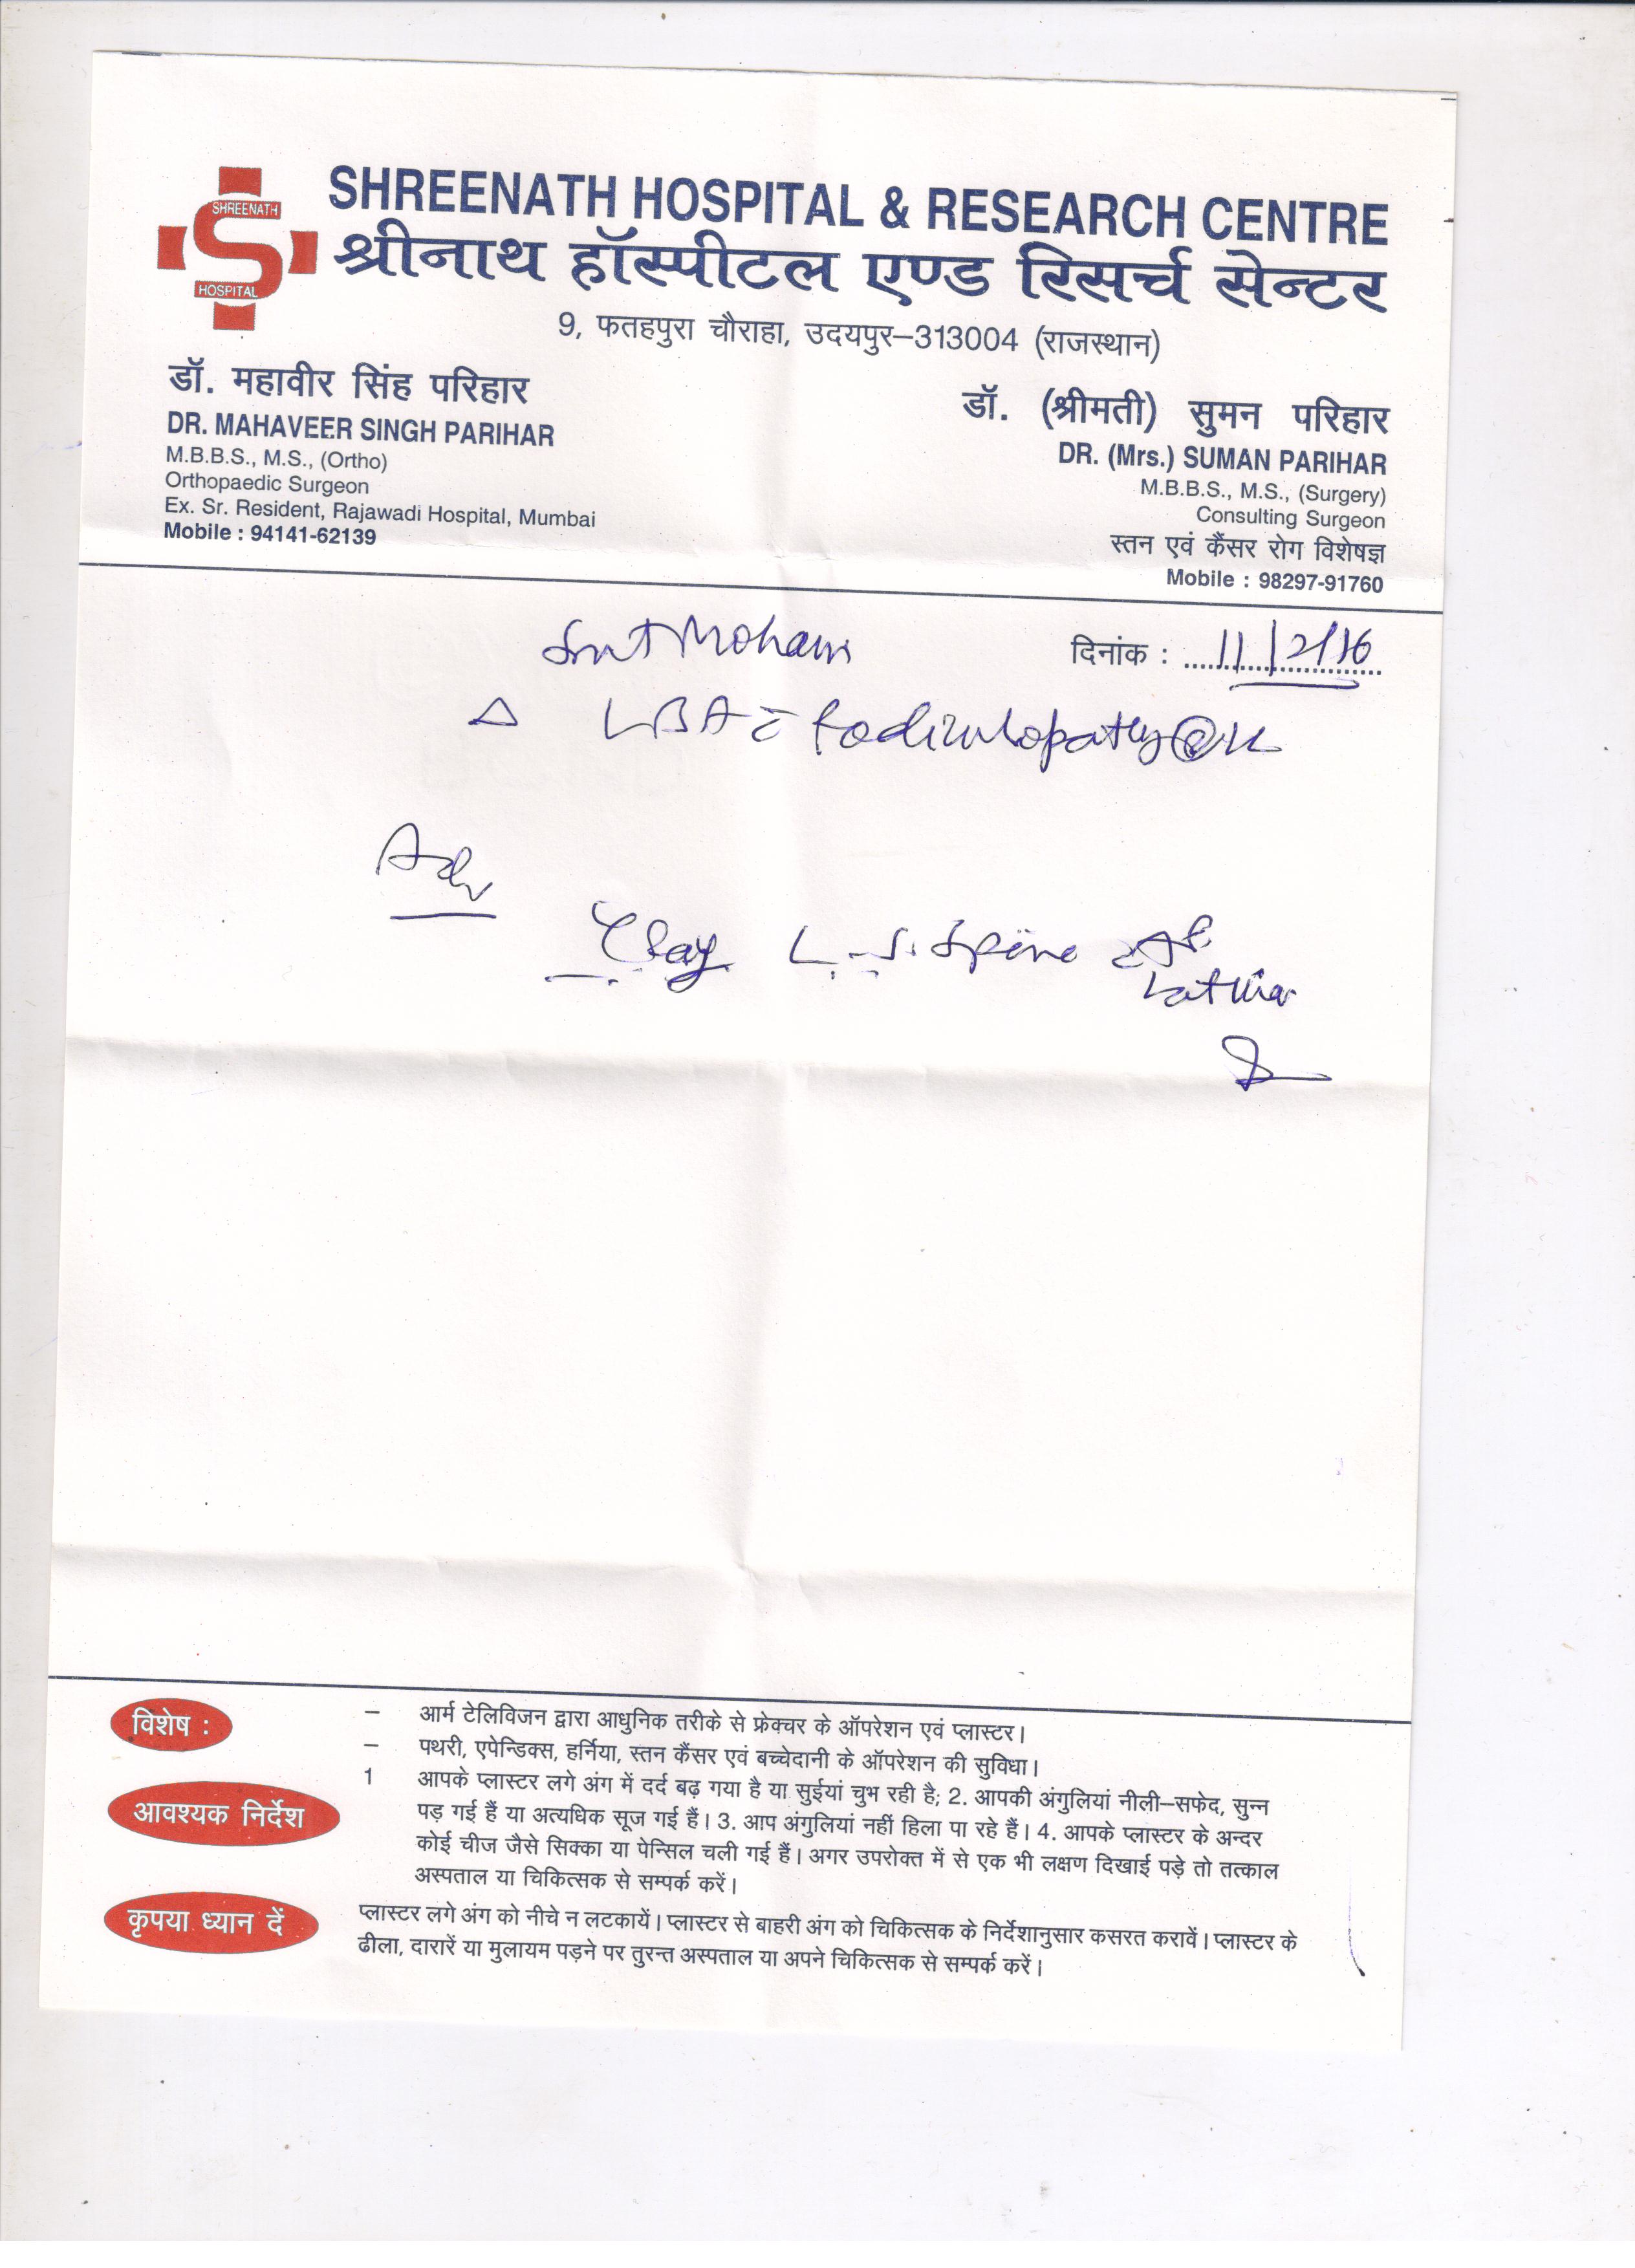 SHREENATH
HOSPITAL
SHREENATH HOSPITAL & RESEARCH CENTRE
श्रीनाथ हॉस्पीटल एण्ड रिसर्च सेन्टर
9, फतहपुरा चौराहा, उदयपुर–313004 (राजस्थान)
डॉ. महावीर सिंह परिहार
DR. MAHAVEER SINGH PARIHAR
M.B.B.S., M.S., (Ortho)
Orthopaedic Surgeon
Ex. Sr. Resident, Rajawadi Hospital, Mumbai
Mobile : 94141-62139
डॉ. (श्रीमती) सुमन परिहार
DR. (Mrs.) SUMAN PARIHAR
M.B.B.S., M.S., (Surgery)
Consulting Surgeon
स्तन एवं कैंसर रोग विशेषज्ञ
Mobile : 98297-91760
Smt Mohani
दिनांक : 11/2/16
△ LBA c̄ Radiculopathy
Adv
Xray L.S. Spine AP
Lat view
विशेष :
– आर्म टेलिविजन द्वारा आधुनिक तरीके से फ्रेक्चर के ऑपरेशन एवं प्लास्टर।
– पथरी, एपेन्डिक्स, हर्निया, स्तन कैंसर एवं बच्चेदानी के ऑपरेशन की सुविधा।
आवश्यक निर्देश
1 आपके प्लास्टर लगे अंग में दर्द बढ़ गया है या सुईयां चुभ रही है; 2. आपकी अंगुलियां नीली–सफेद, सुन्न
पड़ गई हैं या अत्यधिक सूज गई हैं। 3. आप अंगुलियां नहीं हिला पा रहे हैं। 4. आपके प्लास्टर के अन्दर
कोई चीज जैसे सिक्का या पेन्सिल चली गई हैं। अगर उपरोक्त में से एक भी लक्षण दिखाई पड़े तो तत्काल
अस्पताल या चिकित्सक से सम्पर्क करें।
कृपया ध्यान दें
प्लास्टर लगे अंग को नीचे न लटकायें। प्लास्टर से बाहरी अंग को चिकित्सक के निर्देशानुसार कसरत करावें। प्लास्टर के
ढीला, दारारें या मुलायम पड़ने पर तुरन्त अस्पताल या अपने चिकित्सक से सम्पर्क करें।